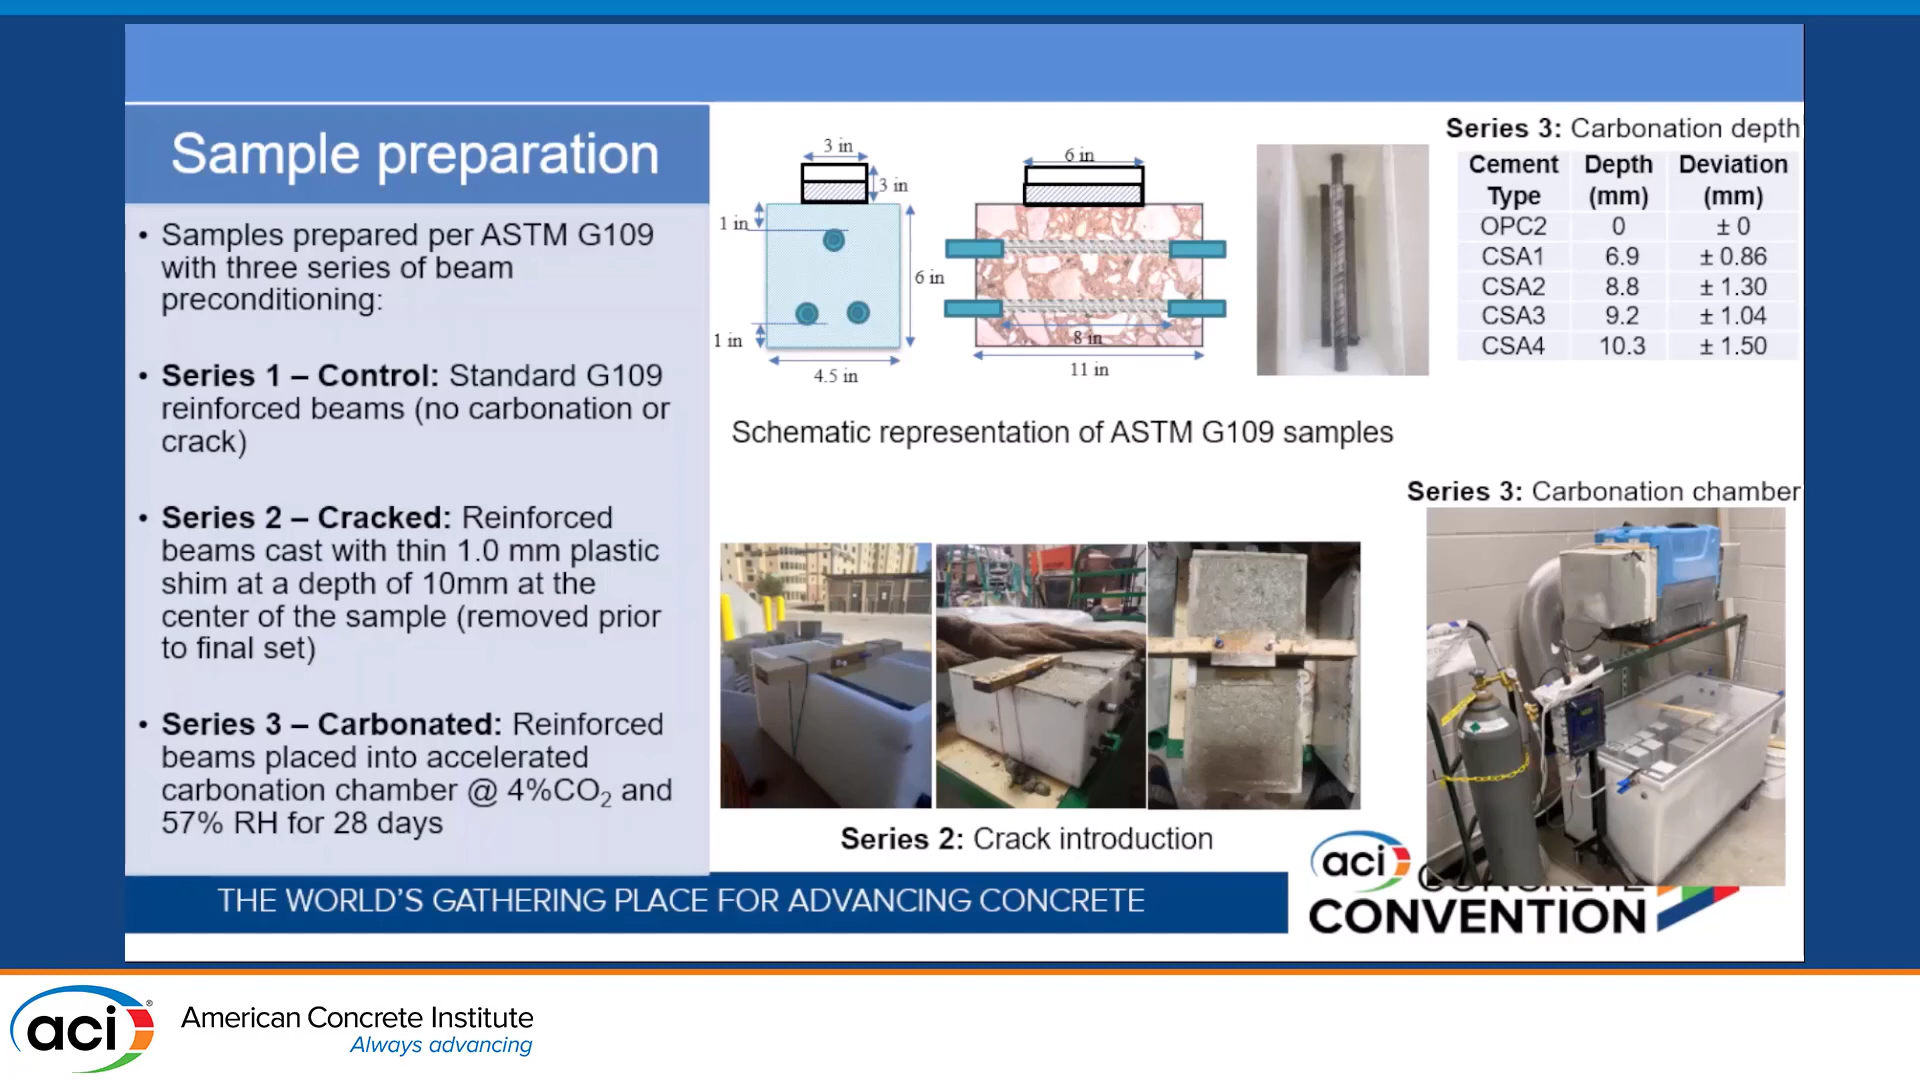 Sample preparation
• Samples prepared per ASTM G109
with three series of beam
preconditioning:
• Series 1 – Control: Standard G109
reinforced beams (no carbonation or
crack)
• Series 2 – Cracked: Reinforced
beams cast with thin 1.0 mm plastic
shim at a depth of 10mm at the
center of the sample (removed prior
to final set)
• Series 3 – Carbonated: Reinforced
beams placed into accelerated
carbonation chamber @ 4%CO₂ and
57% RH for 28 days
3 in
3 in
1 in
6 in
1 in
4.5 in
6 in
8 in
11 in
Schematic representation of ASTM G109 samples
Series 3: Carbonation depth
Cement Type Depth (mm) Deviation (mm)
OPC2 0 ± 0
CSA1 6.9 ± 0.86
CSA2 8.8 ± 1.30
CSA3 9.2 ± 1.04
CSA4 10.3 ± 1.50
Series 3: Carbonation chamber
Series 2: Crack introduction
THE WORLD'S GATHERING PLACE FOR ADVANCING CONCRETE
aci
CONCRETE
CONVENTION
aci®
American Concrete Institute
Always advancing